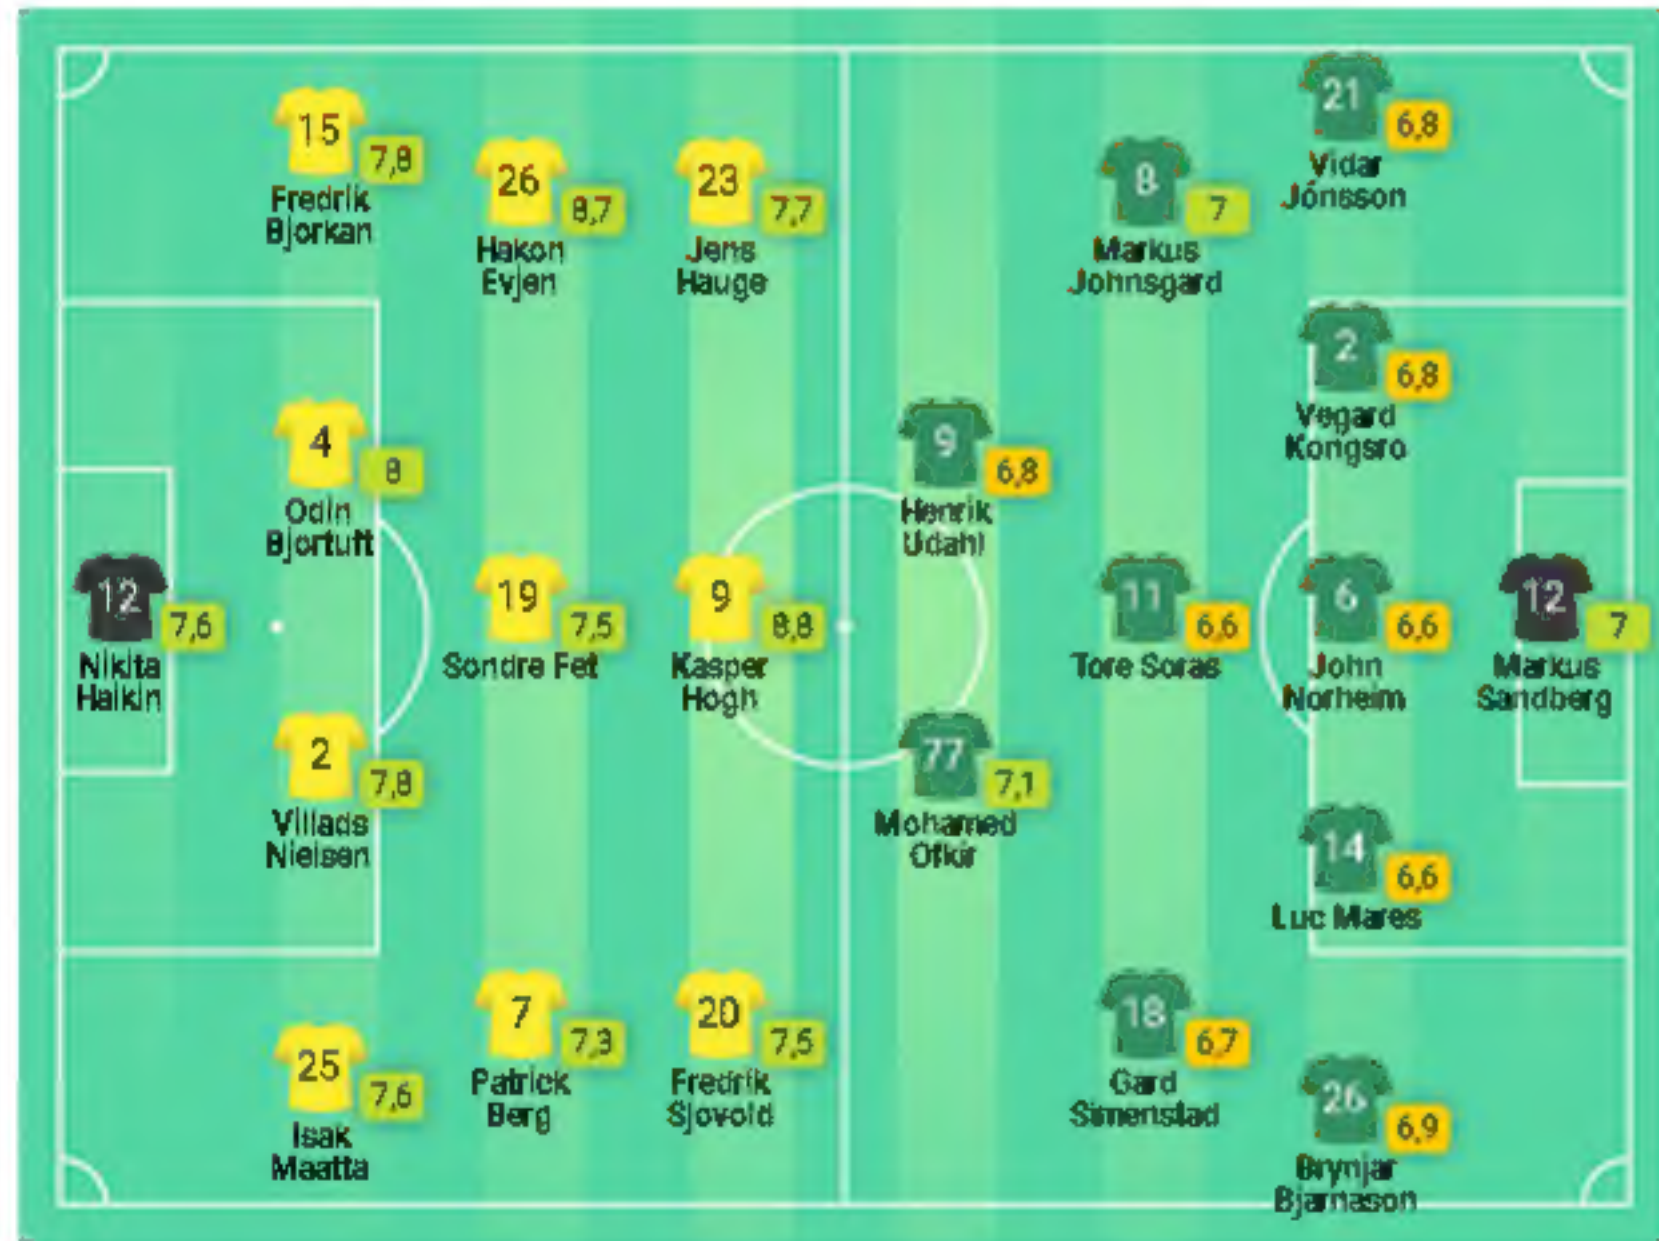 15
7,8
Fredrik
Bjorkan
26
8,7
Hakon
Evjen
23
7,7
Jens
Hauge
4
8
Odin
Bjortuft
12
7,6
Nikita
Haikin
19
7,5
Sondre Fet
9
8,8
Kasper
Hogh
2
7,8
Villads
Nielsen
25
7,6
Isak
Maatta
7
7,3
Patrick
Berg
20
7,5
Fredrik
Sjovold
9
6,8
Henrik
Udahl
77
7,1
Mohamed
Ofkir
8
7
Markus
Johnsgard
11
6,6
Tore Soras
18
6,7
Gard
Simenstad
21
6,8
Vidar
Jónsson
2
6,8
Vegard
Kongsro
6
6,6
John
Norheim
14
6,6
Luc Mares
26
6,9
Brynjar
Bjarnason
12
7
Markus
Sandberg